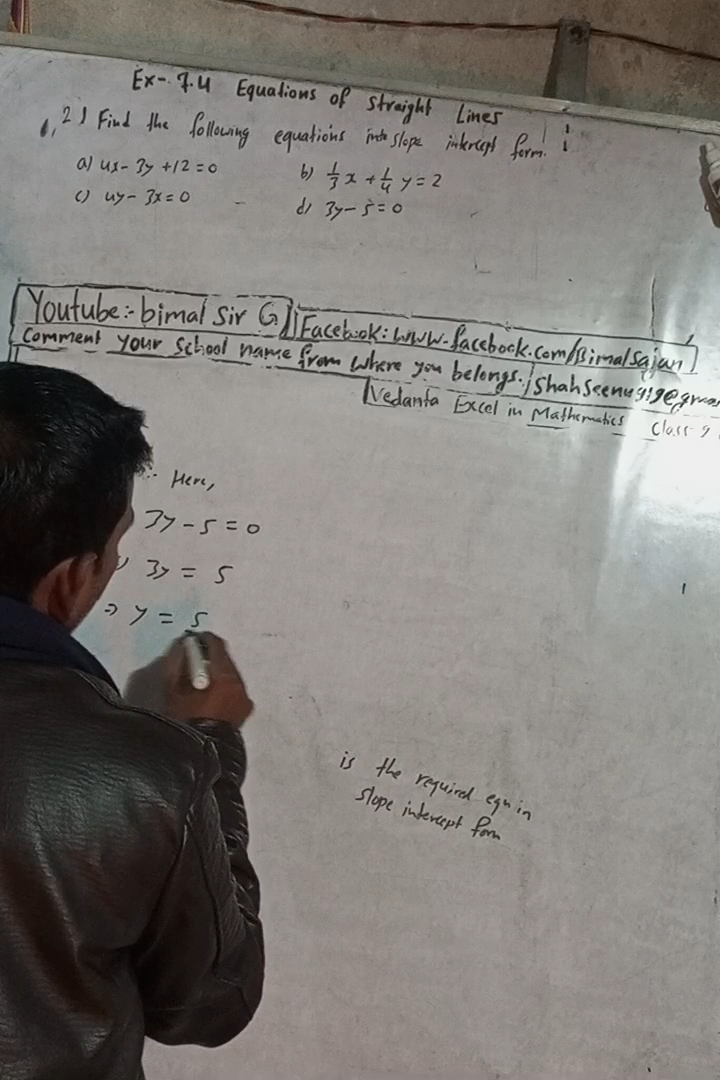 Ex-7.4 Equations of Straight Lines
2) Find the following equations into slope intercept form.
a) 4x - 3y + 12 = 0 b) 1/3 x + 1/4 y = 2
c) 4y - 3x = 0 d) 3y - 5 = 0
Youtube:- bimal Sir G Facebook: www.facebook.com/Bimalsajan
Comment your School name from where you belongs.
Vedanta Excel in Mathematics Class-9
Here,
3y - 5 = 0
3y = 5
=> y = 5
is the required eqn in
slope intercept form